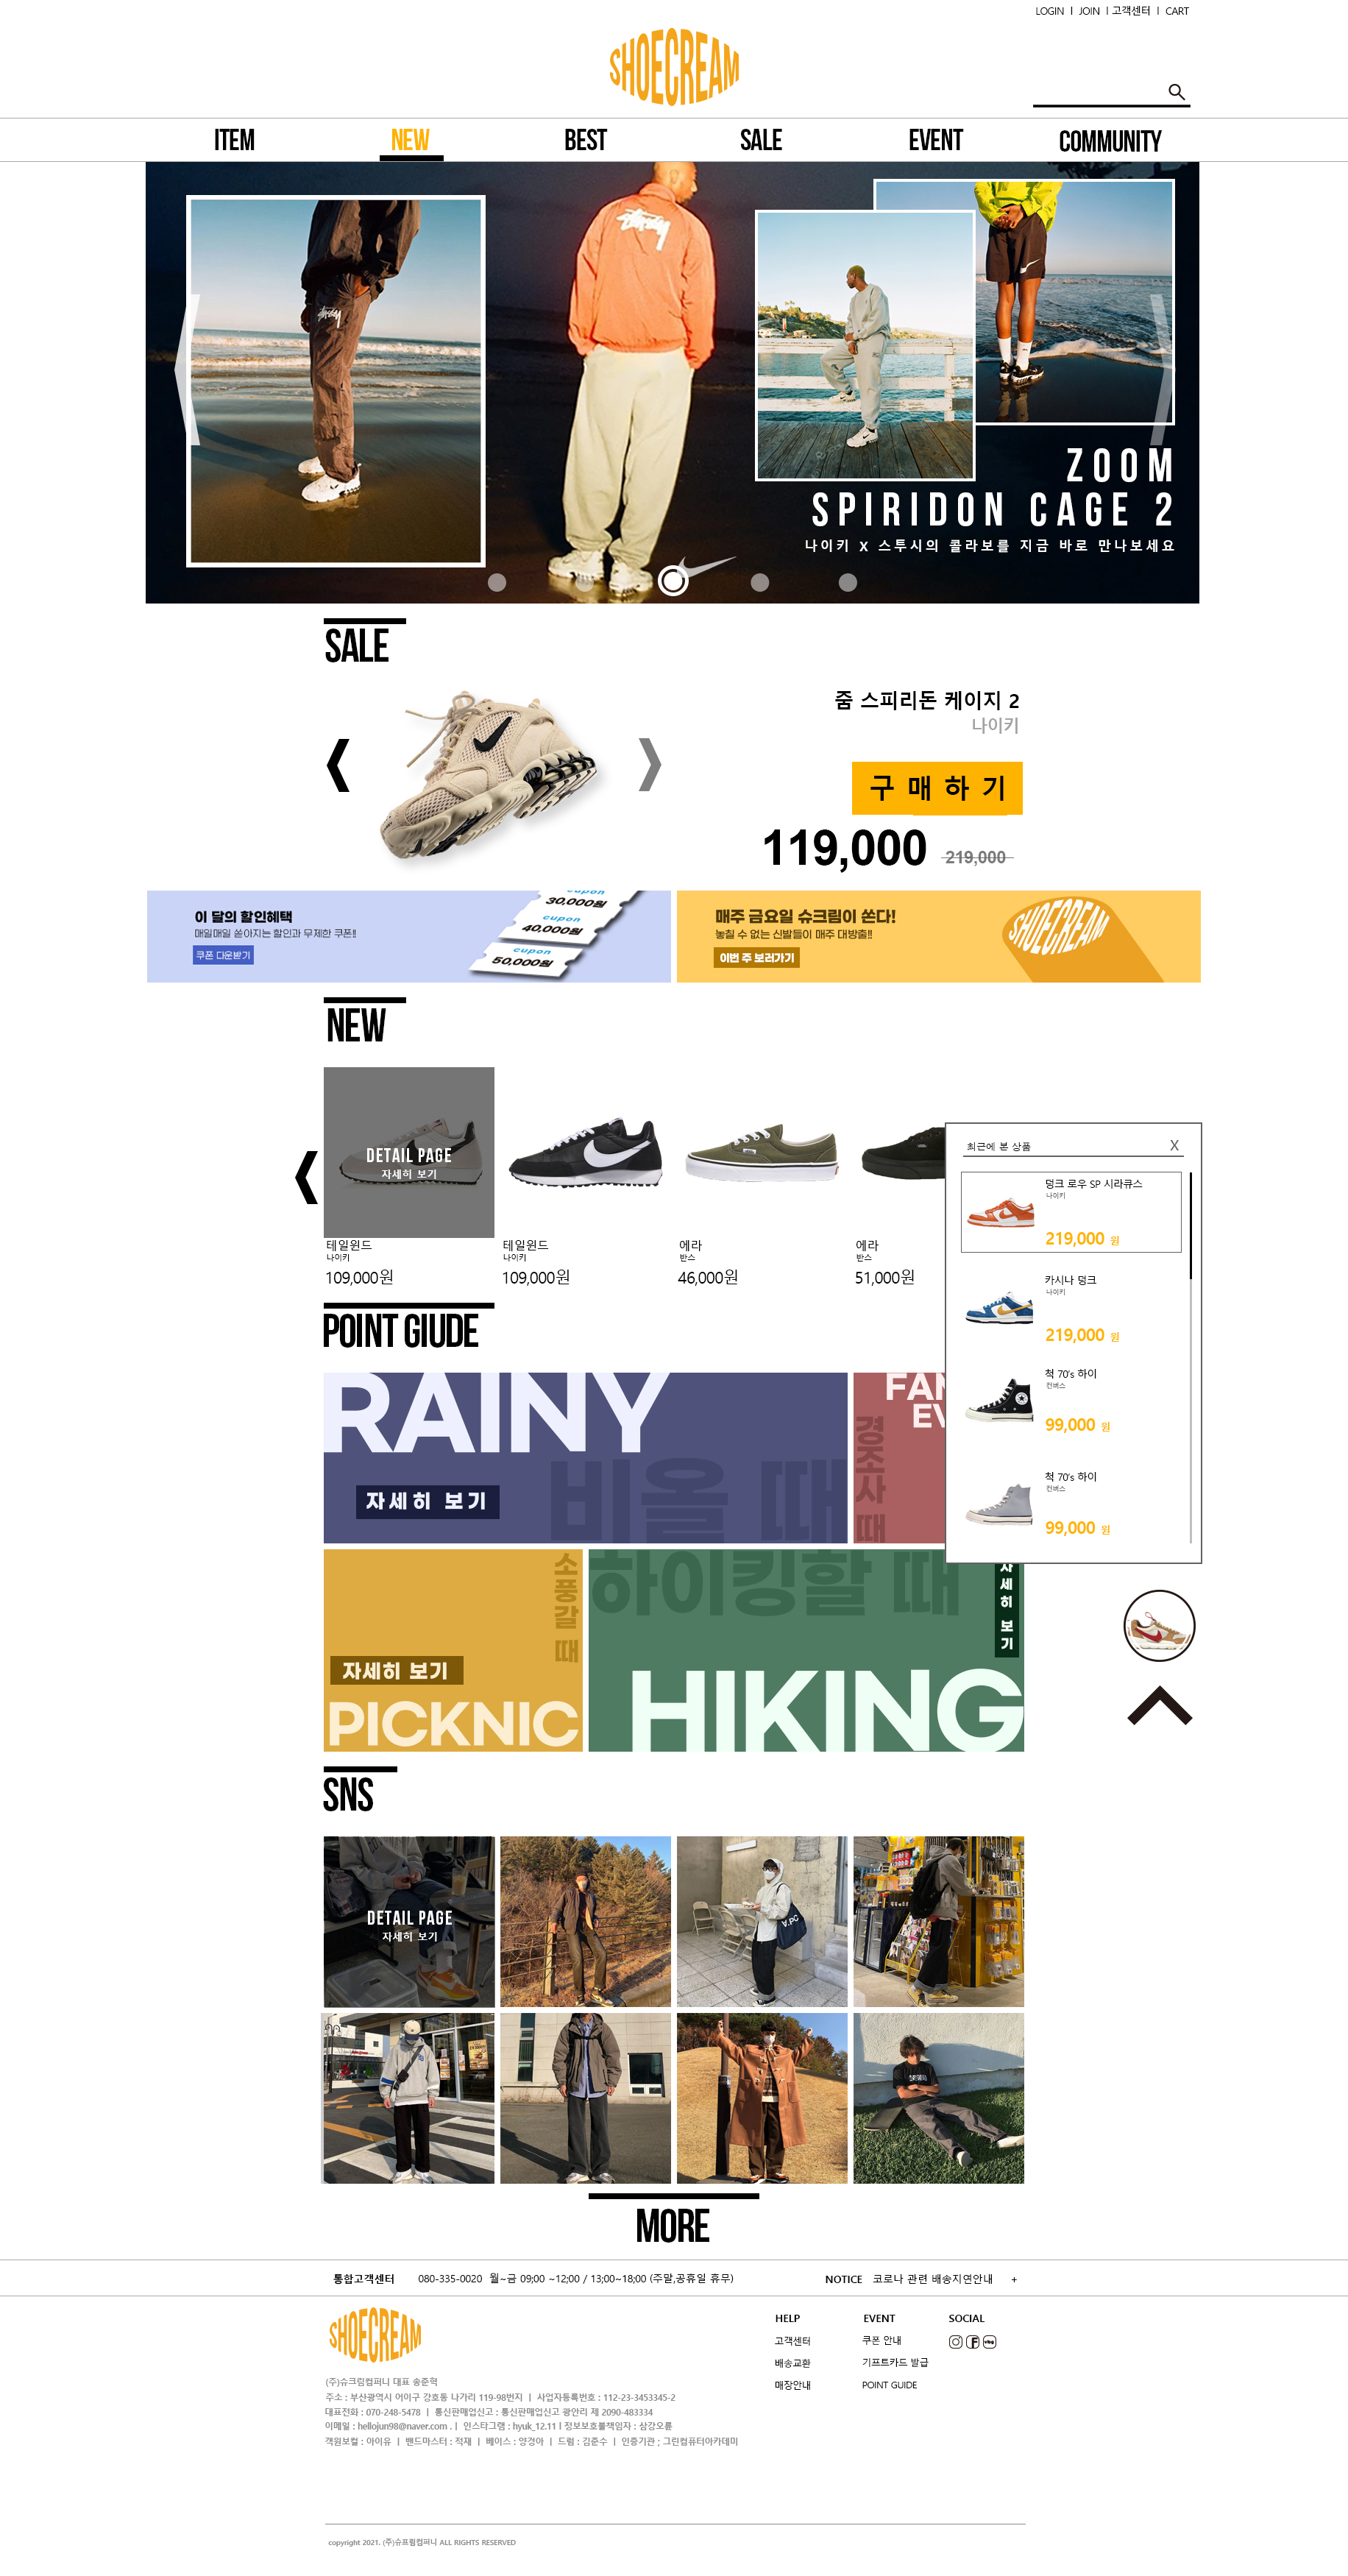 LOGIN I JOIN I 고객센터 I CART
SHOECREAM
ITEM NEW BEST SALE EVENT COMMUNITY
Stussy
Stussy
ZOOM
SPIRIDON CAGE 2
나이키 X 스투시의 콜라보를 지금 바로 만나보세요
SALE
줌 스피리돈 케이지 2
나이키
구매하기
119,000 219,000
이 달의 할인혜택
매일매일 쏟아지는 할인과 무제한 쿠폰!!
쿠폰 다운받기
cupon
30,000원
cupon
40,000원
cupon
50,000원
매주 금요일 슈크림이 쏜다!
놓칠 수 없는 신발들이 매주 대방출!!
이번 주 보러가기
SHOECREAM
NEW
DETAIL PAGE
자세히 보기
테일윈드
나이키
109,000원
테일윈드
나이키
109,000원
에라
반스
46,000원
에라
반스
51,000원
최근에 본 상품 X
덩크 로우 SP 시라큐스
나이키
219,000 원
카시나 덩크
나이키
219,000 원
척 70's 하이
컨버스
99,000 원
척 70's 하이
컨버스
99,000 원
POINT GIUDE
RAINY
비올 때
자세히 보기
FAM
EV
경조사 때
소풍갈 때
자세히 보기
PICKNIC
하이킹할 때
자세히 보기
HIKING
SNS
DETAIL PAGE
자세히 보기
A.P.C
MORE
통합고객센터 080-335-0020 월~금 09;00 ~12;00 / 13;00~18;00 (주말,공휴일 휴무) NOTICE 코로나 관련 배송지연안내 +
SHOECREAM
HELP
고객센터
배송교환
매장안내
EVENT
쿠폰 안내
기프트카드 발급
POINT GUIDE
SOCIAL
(주)슈크림컴퍼니 대표 송준혁
주소 : 부산광역시 어이구 강호동 나가리 119-98번지 | 사업자등록번호 : 112-23-3453345-2
대표전화 : 070-248-5478 | 통신판매업신고 : 통신판매업신고 광안리 제 2090-483334
이메일 : hellojun98@naver.com . | 인스타그램 : hyuk_12.11 I 정보보호볼책임자 : 삼강오륜
객원보컬 : 아이유 | 밴드마스터 : 적재 | 베이스 : 양경아 | 드럼 : 김준수 | 인증기관 ; 그린컴퓨터아카데미
copyright 2021. (주)슈프림컴퍼니 ALL RIGHTS RESERVED